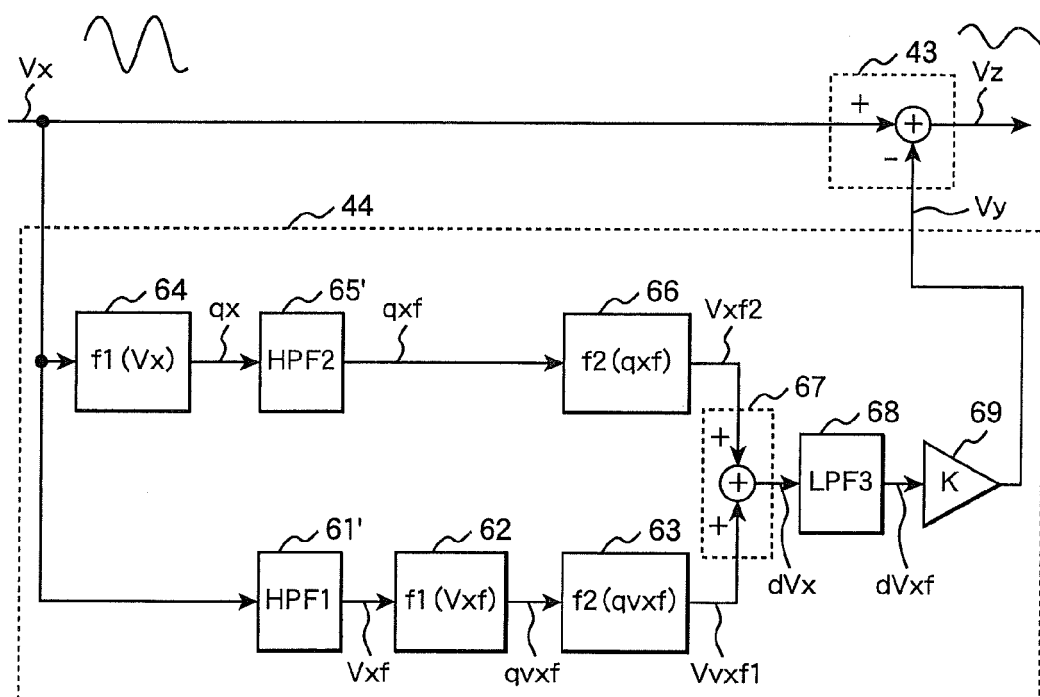 43
Vx
Vz
+
+
-
44
Vy
64
qx
65'
qxf
66
Vxf2
f1(Vx)
HPF2
f2(qxf)
67
68
69
+
+
LPF3
K
+
61'
62
63
dVx
dVxf
HPF1
f1(Vxf)
f2(qvxf)
Vxf
qvxf
Vvxf1